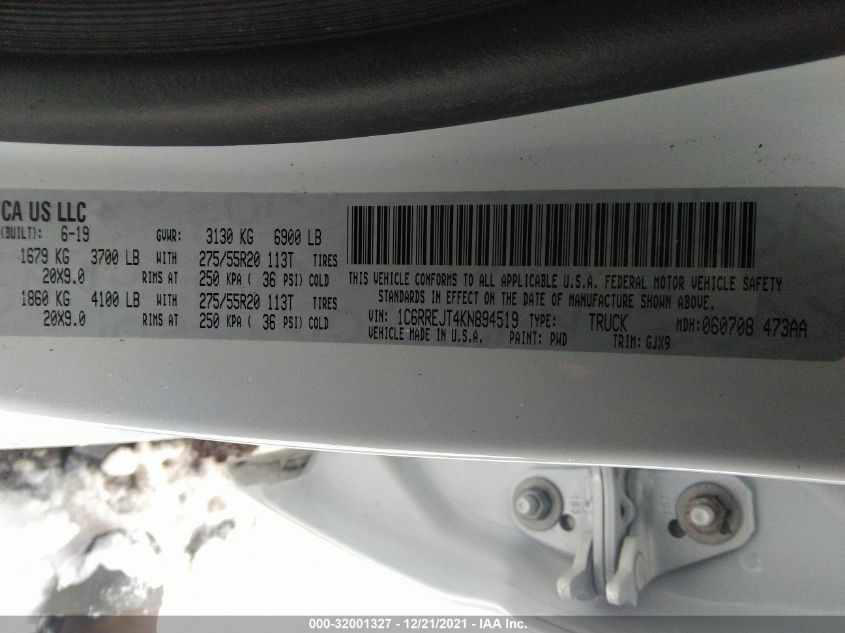 CA US LLC
(BUILT): 6-19 GVWR: 3130 KG 6900 LB
1679 KG 3700 LB WITH 275/55R20 113T TIRES
20X9.0 RIMS AT 250 KPA ( 36 PSI) COLD
1860 KG 4100 LB WITH 275/55R20 113T TIRES
20X9.0 RIMS AT 250 KPA ( 36 PSI) COLD
THIS VEHICLE CONFORMS TO ALL APPLICABLE U.S.A. FEDERAL MOTOR VEHICLE SAFETY
STANDARDS IN EFFECT ON THE DATE OF MANUFACTURE SHOWN ABOVE.
VIN: 1C6RREJT4KN894519 TYPE: TRUCK MDH:060708 473AA
VEHICLE MADE IN U.S.A. PAINT: PWD TRIM: GJX9
000-32001327 - 12/21/2021 - IAA Inc.